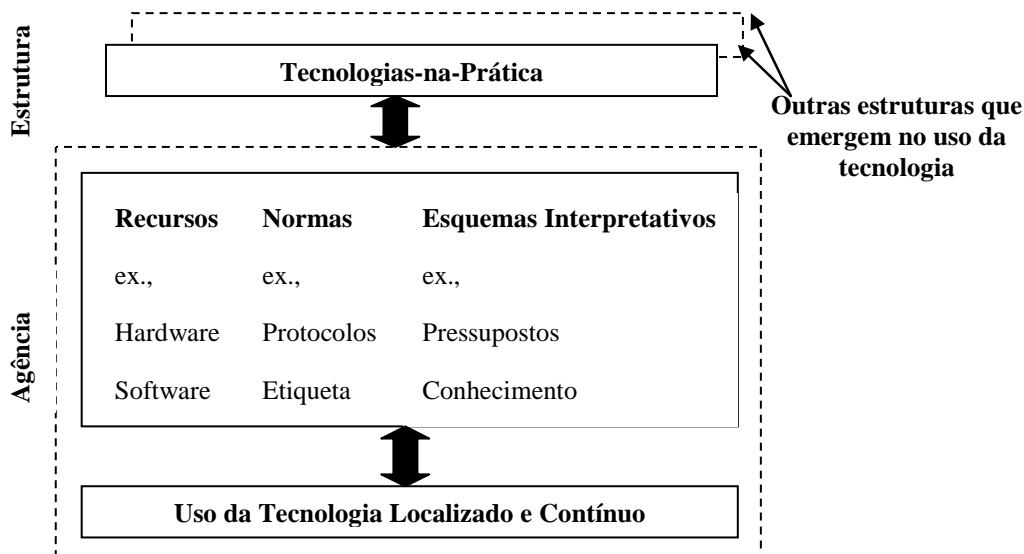 Estrutura
Tecnologias-na-Prática
Outras estruturas que
emergem no uso da
tecnologia
Agência
Recursos Normas Esquemas Interpretativos
ex., ex., ex.,
Hardware Protocolos Pressupostos
Software Etiqueta Conhecimento
Uso da Tecnologia Localizado e Contínuo